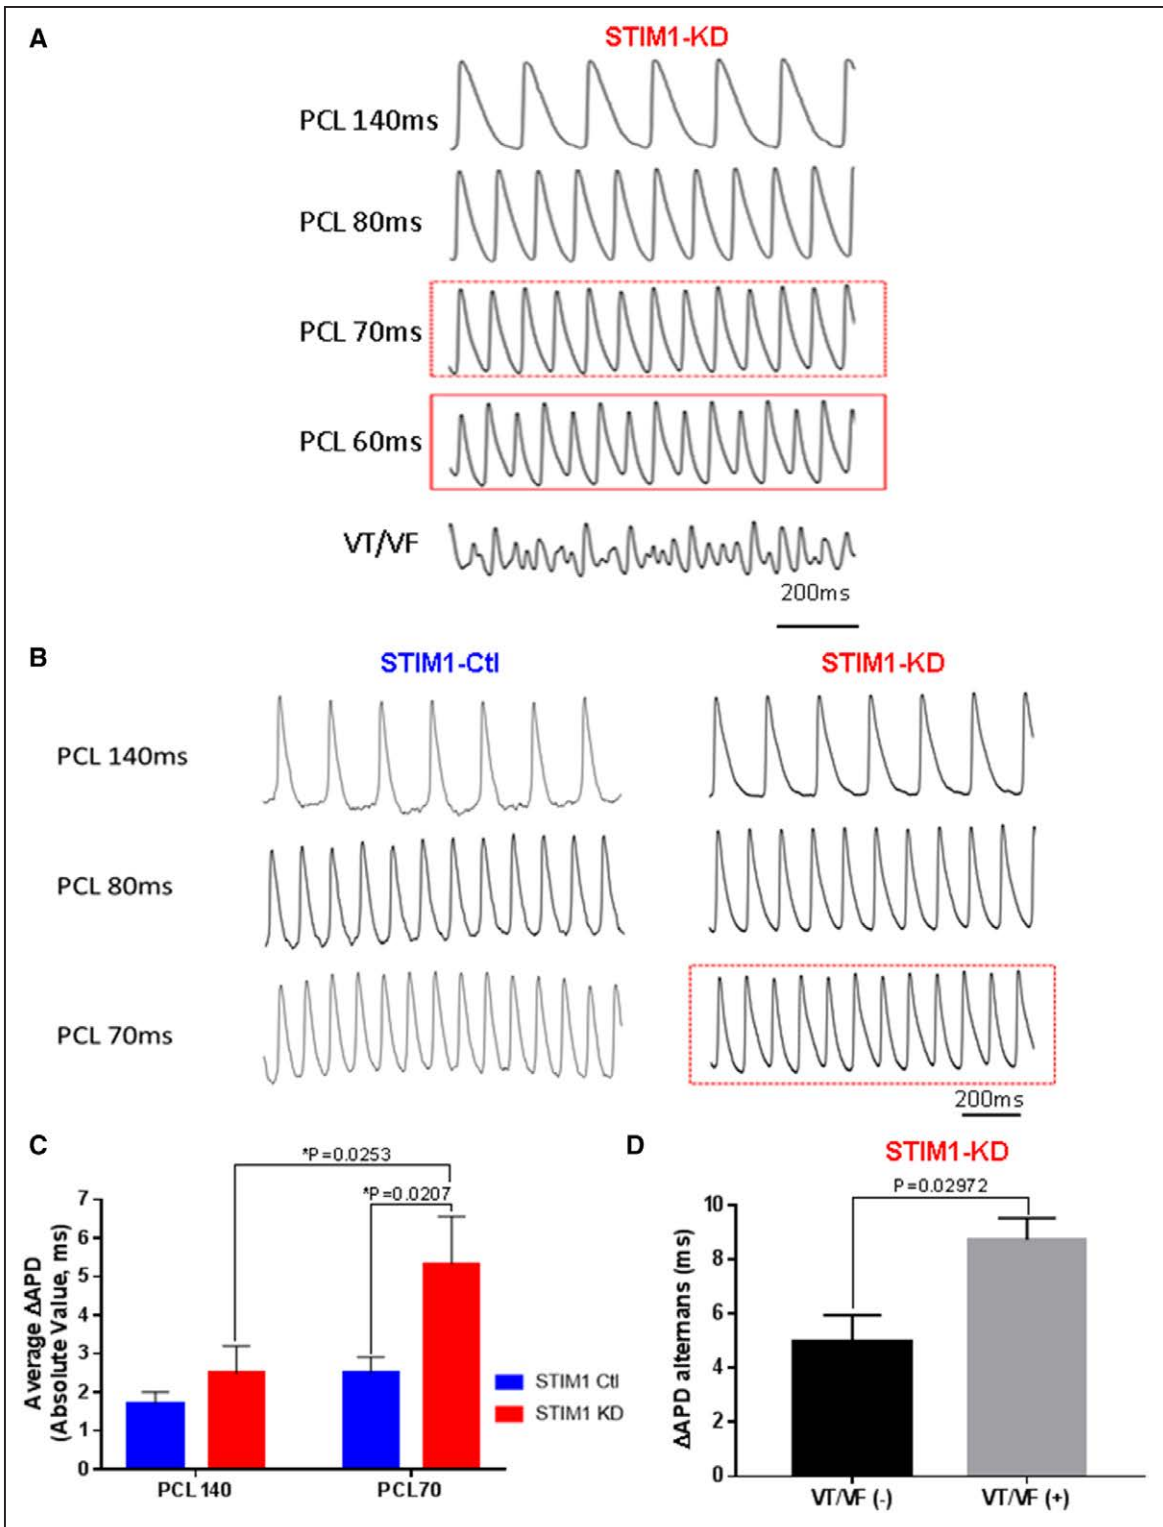 A
STIM1-KD
PCL 140ms
PCL 80ms
PCL 70ms
PCL 60ms
VT/VF
200ms
B
STIM1-Ctl
STIM1-KD
PCL 140ms
PCL 80ms
PCL 70ms
200ms
C
*P=0.0253
*P=0.0207
Average ΔAPD
(Absolute Value, ms)
7
6
5
4
3
2
1
0
PCL140
PCL70
STIM1 Ctl
STIM1 KD
D
STIM1-KD
P=0.02972
ΔAPD alternans (ms)
10
8
6
4
2
0
VT/VF (-)
VT/VF (+)